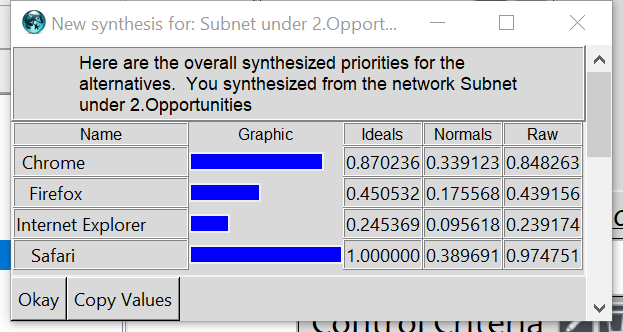 New synthesis for: Subnet under 2.Opport...
Here are the overall synthesized priorities for the
alternatives. You synthesized from the network Subnet
under 2.Opportunities
Name Graphic Ideals Normals Raw
Chrome 0.870236 0.339123 0.848263
Firefox 0.450532 0.175568 0.439156
Internet Explorer 0.245369 0.095618 0.239174
Safari 1.000000 0.389691 0.974751
Okay Copy Values
Control Criteria